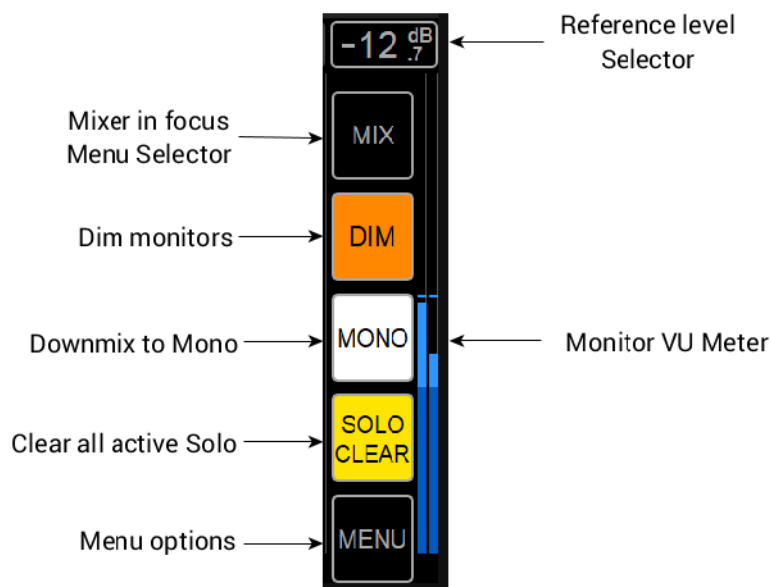 -12 dB
.7
Reference level
Selector
Mixer in focus
Menu Selector
MIX
Dim monitors
DIM
Downmix to Mono
MONO
Monitor VU Meter
Clear all active Solo
SOLO
CLEAR
Menu options
MENU